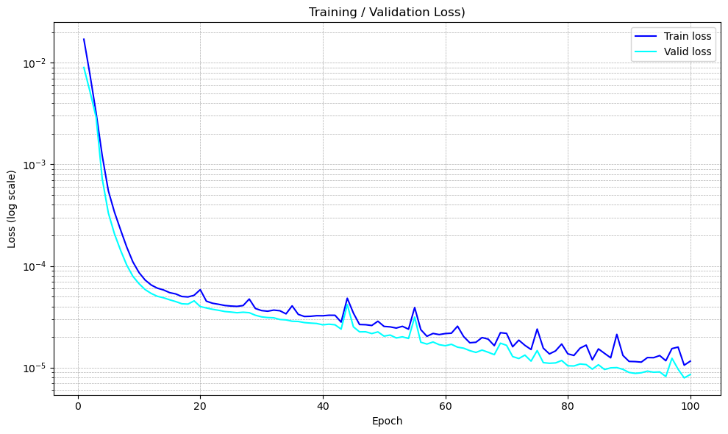 Training / Validation Loss)
Train loss
Valid loss
Loss (log scale)
10⁻²
10⁻³
10⁻⁴
10⁻⁵
0 20 40 60 80 100
Epoch